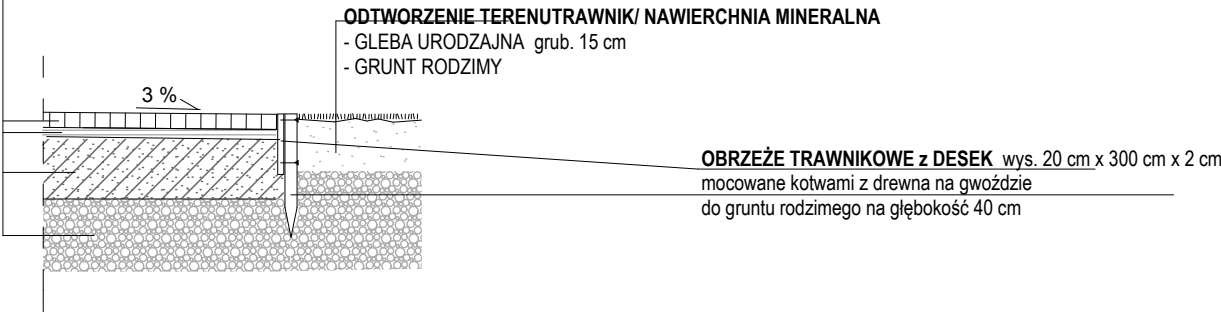 ODTWORZENIE TERENUTRAWNIK/ NAWIERCHNIA MINERALNA
- GLEBA URODZAJNA grub. 15 cm
- GRUNT RODZIMY
3 %
OBRZEŻE TRAWNIKOWE z DESEK wys. 20 cm x 300 cm x 2 cm
mocowane kotwami z drewna na gwoździe
do gruntu rodzimego na głębokość 40 cm